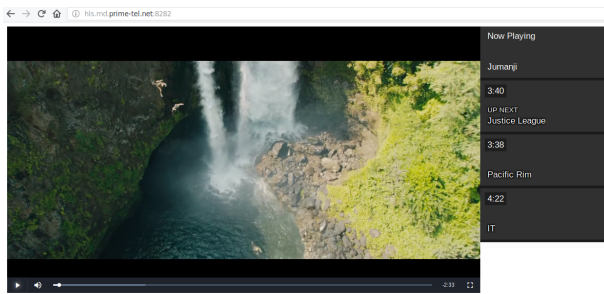 hls.md.prime-tel.net:8282
Now Playing
Jumanji
3:40
UP NEXT
Justice League
3:38
Pacific Rim
4:22
IT
-2:33